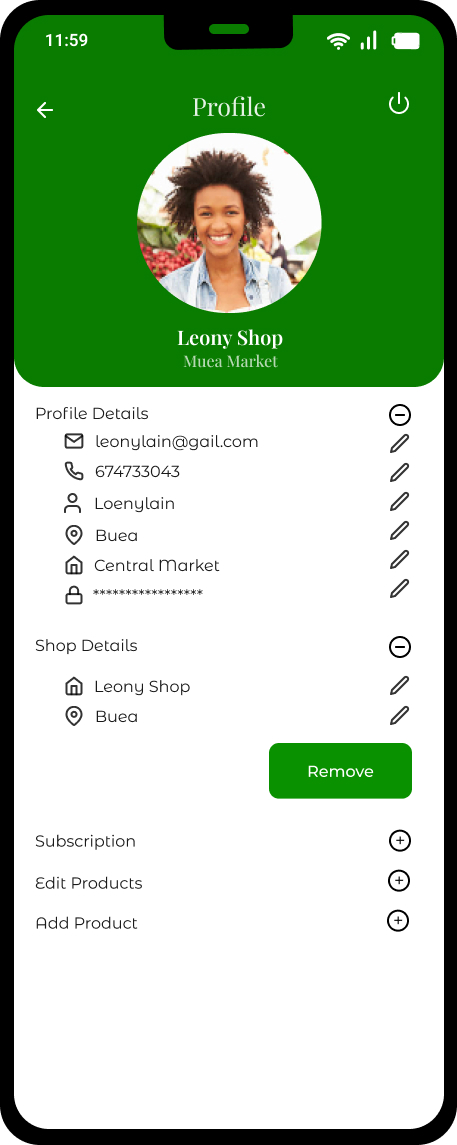 11:59
Profile
Leony Shop
Muea Market
Profile Details
leonylain@gail.com
674733043
Loenylain
Buea
Central Market
*****************
Shop Details
Leony Shop
Buea
Remove
Subscription
Edit Products
Add Product